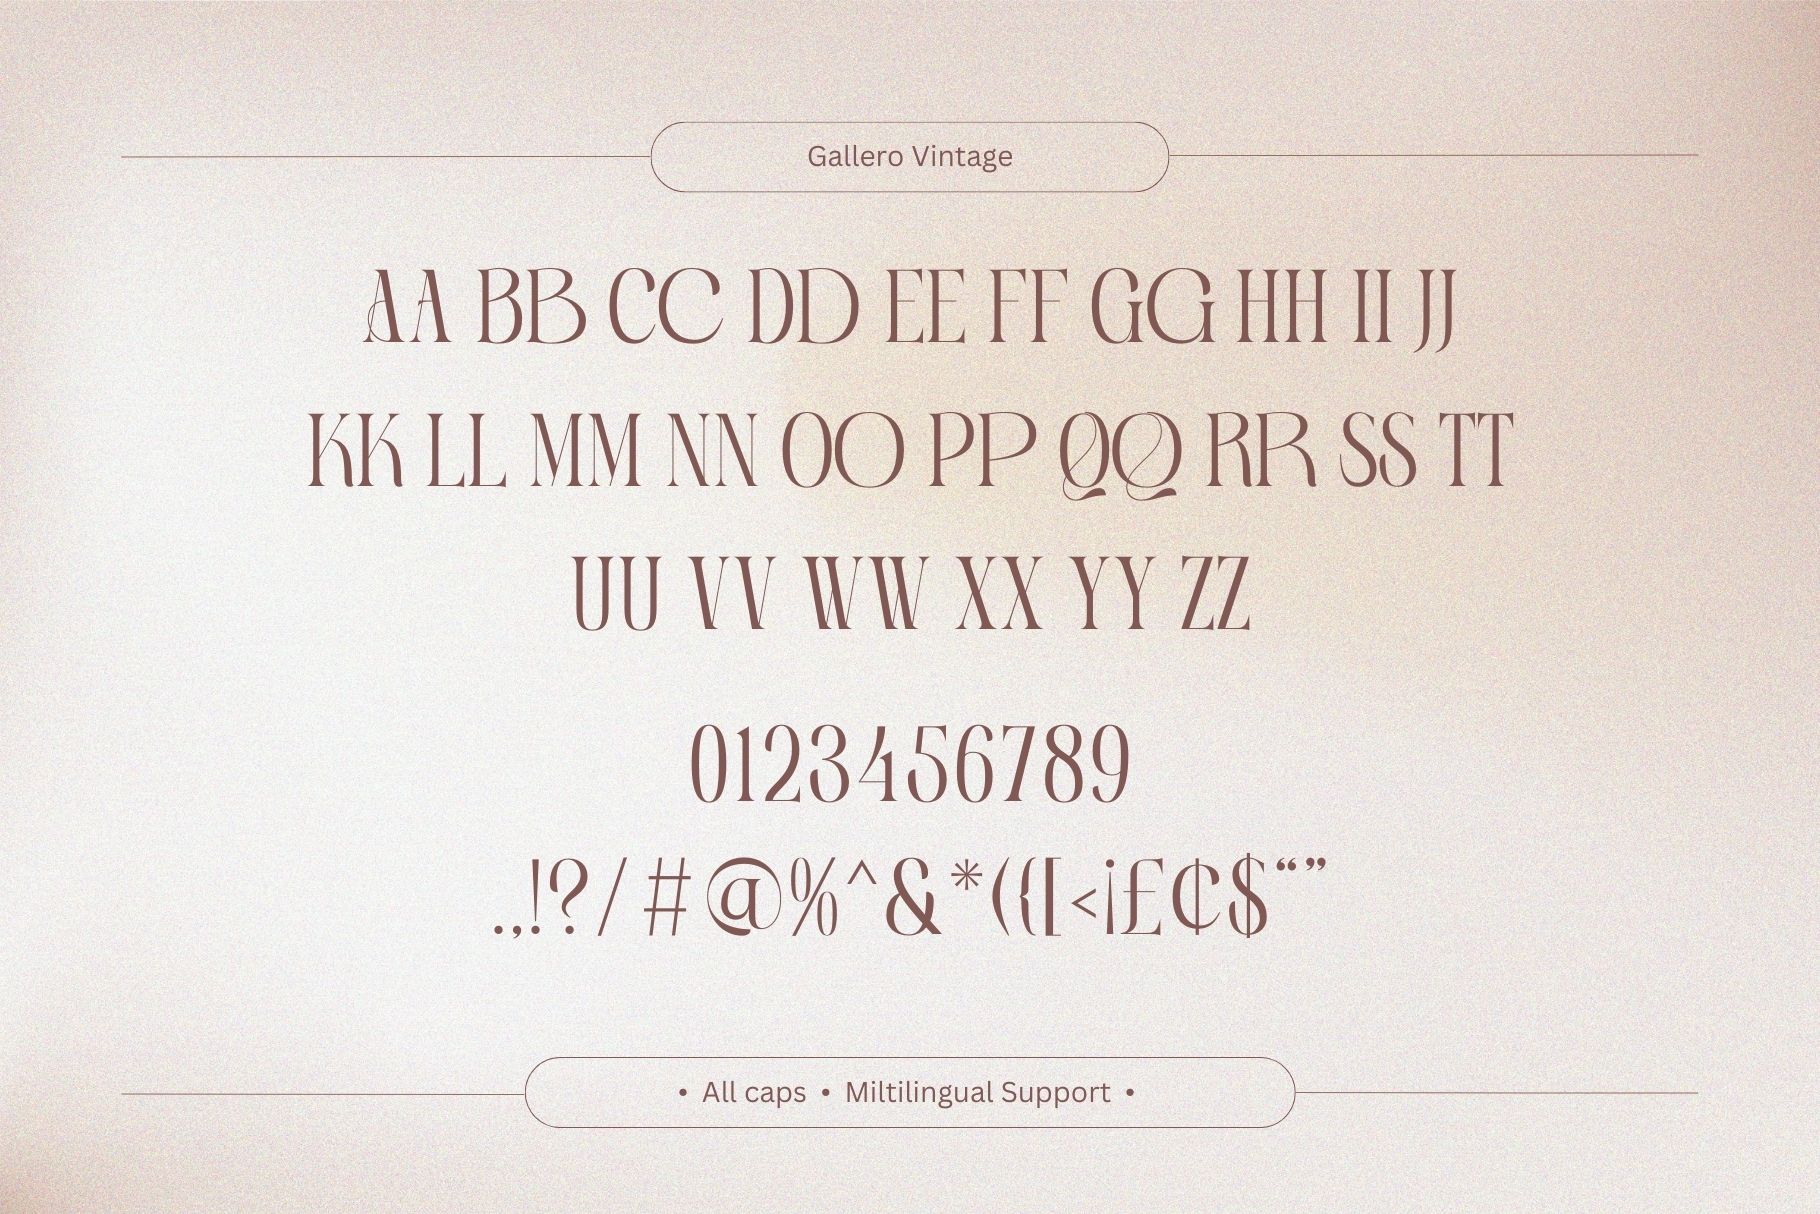 Gallero Vintage
AA BB CC DD EE FF GG HH II JJ
KK LL MM NN OO PP QQ RR SS TT
UU VV WW XX YY ZZ
0123456789
.,!?/#@%^&*({[<¡£₵$“”
• All caps • Miltilingual Support •